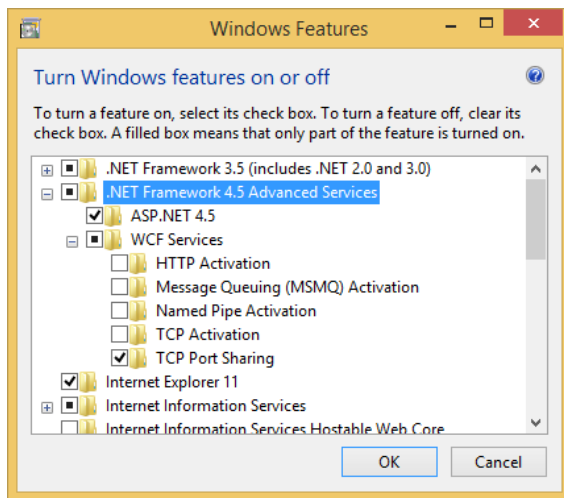 Windows Features
Turn Windows features on or off
To turn a feature on, select its check box. To turn a feature off, clear its
check box. A filled box means that only part of the feature is turned on.
.NET Framework 3.5 (includes .NET 2.0 and 3.0)
.NET Framework 4.5 Advanced Services
ASP.NET 4.5
WCF Services
HTTP Activation
Message Queuing (MSMQ) Activation
Named Pipe Activation
TCP Activation
TCP Port Sharing
Internet Explorer 11
Internet Information Services
Internet Information Services Hostable Web Core
OK Cancel